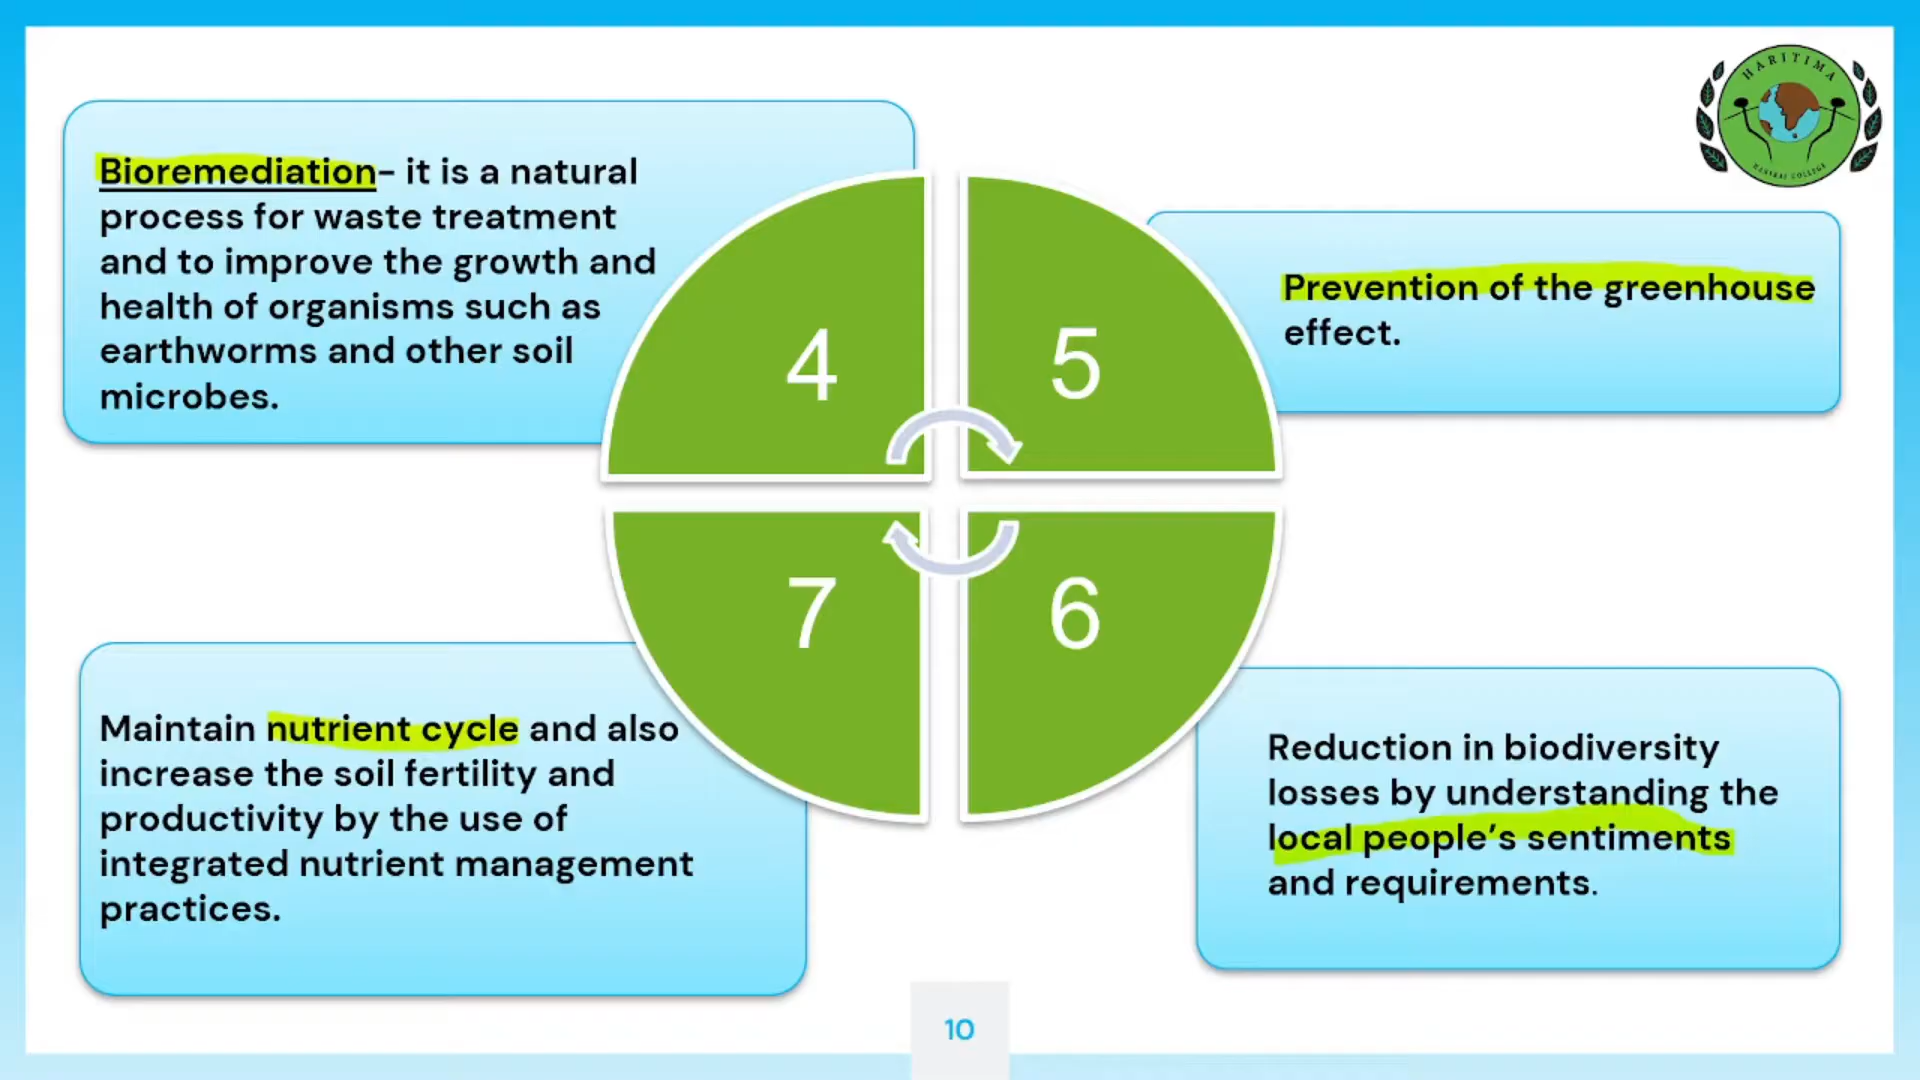 HARITIMA
HANSRAJ COLLEGE
Bioremediation- it is a natural
process for waste treatment
and to improve the growth and
health of organisms such as
earthworms and other soil
microbes.
4
5
Prevention of the greenhouse
effect.
7
6
Maintain nutrient cycle and also
increase the soil fertility and
productivity by the use of
integrated nutrient management
practices.
Reduction in biodiversity
losses by understanding the
local people’s sentiments
and requirements.
10